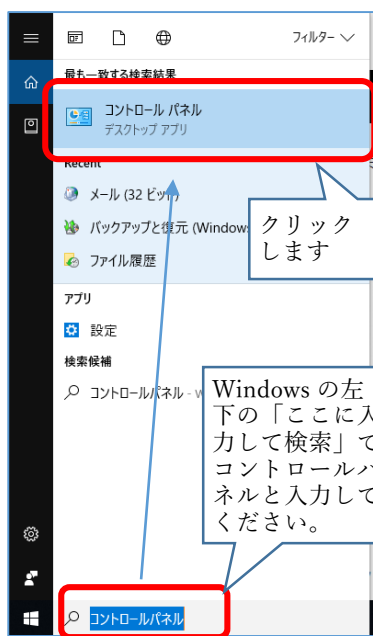 フィルター
最も一致する検索結果
コントロール パネル
デスクトップ アプリ
Recent
メール (32 ビット)
バックアップと復元 (Window
ファイル履歴
クリック
します
アプリ
設定
検索候補
コントロールパネル - w
Windows の左
下の「ここに入
力して検索」で
コントロールパ
ネルと入力して
ください。
コントロールパネル